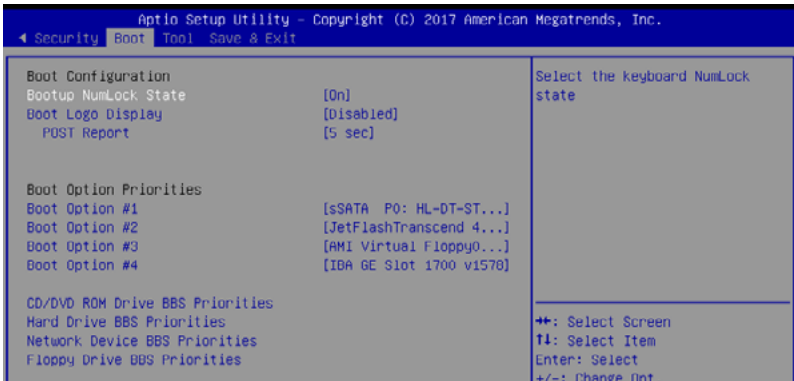 Aptio Setup Utility - Copyright (C) 2017 American Megatrends, Inc.
Security Boot Tool Save & Exit
Boot Configuration
Bootup NumLock State [On]
Boot Logo Display [Disabled]
POST Report [5 sec]
Boot Option Priorities
Boot Option #1 [sSATA P0: HL-DT-ST...]
Boot Option #2 [JetFlashTranscend 4...]
Boot Option #3 [AMI Virtual Floppy0...]
Boot Option #4 [IBA GE Slot 1700 v1578]
CD/DVD ROM Drive BBS Priorities
Hard Drive BBS Priorities
Network Device BBS Priorities
Floppy Drive BBS Priorities
Select the keyboard NumLock
state
→←: Select Screen
↑↓: Select Item
Enter: Select
+/-: Change Opt